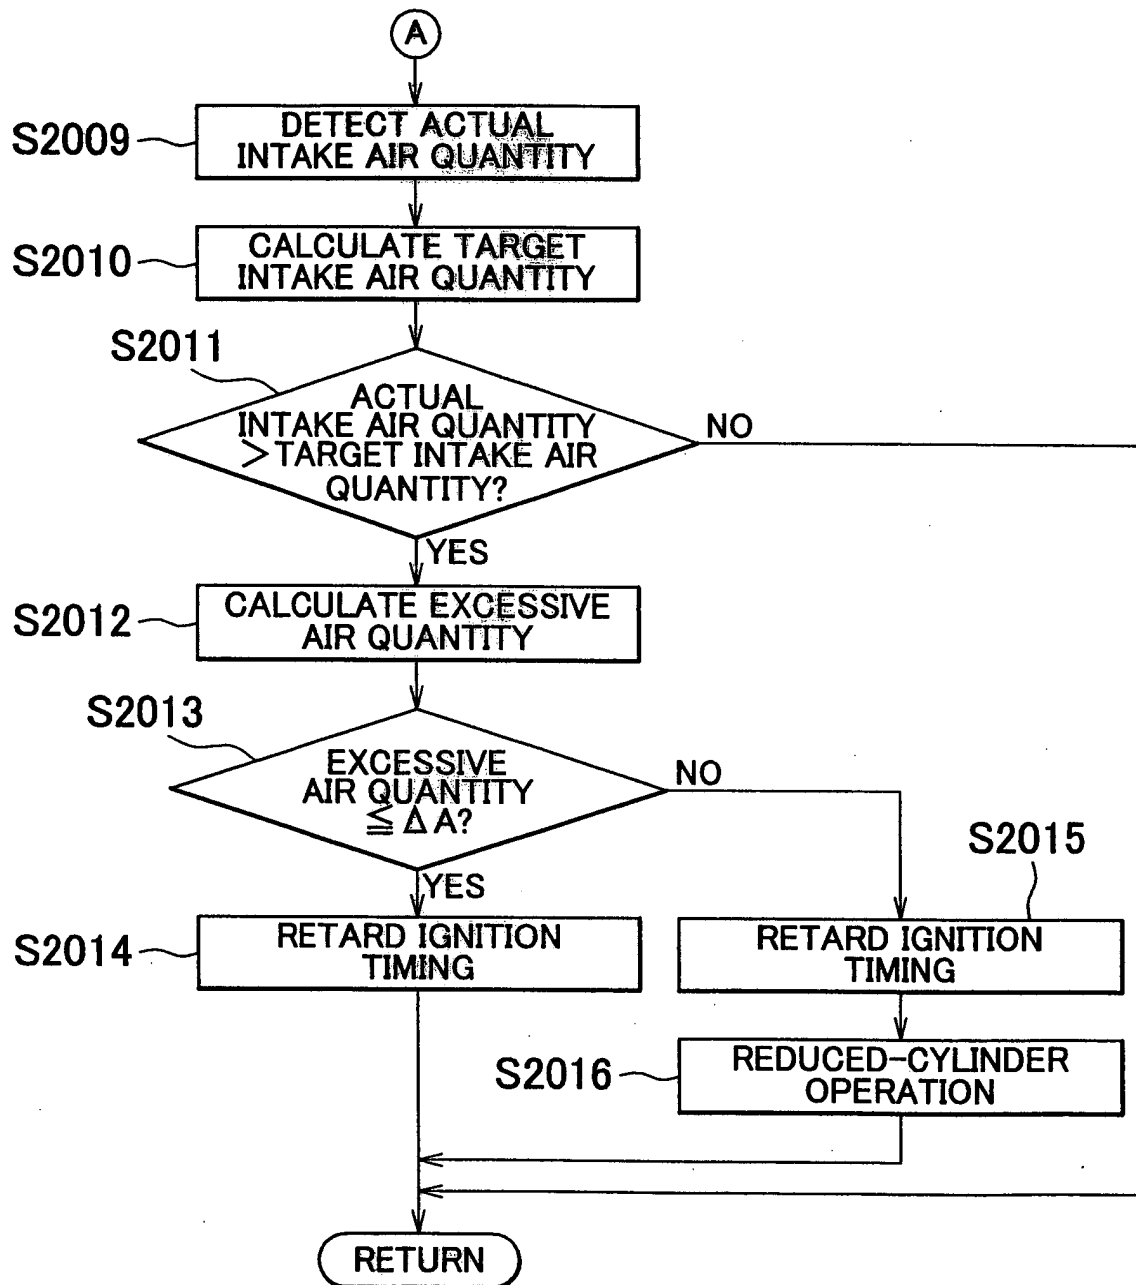 A
S2009
DETECT ACTUAL
INTAKE AIR QUANTITY
S2010
CALCULATE TARGET
INTAKE AIR QUANTITY
S2011
ACTUAL
INTAKE AIR QUANTITY
> TARGET INTAKE AIR
QUANTITY?
NO
YES
S2012
CALCULATE EXCESSIVE
AIR QUANTITY
S2013
EXCESSIVE
AIR QUANTITY
≦ Δ A?
NO
YES
S2014
RETARD IGNITION
TIMING
S2015
RETARD IGNITION
TIMING
S2016
REDUCED-CYLINDER
OPERATION
RETURN